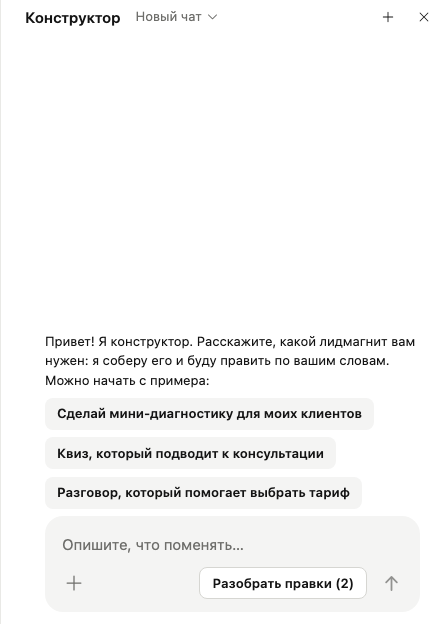 Конструктор Новый чат
Привет! Я конструктор. Расскажите, какой лидмагнит вам
нужен: я соберу его и буду править по вашим словам.
Можно начать с примера:
Сделай мини-диагностику для моих клиентов
Квиз, который подводит к консультации
Разговор, который помогает выбрать тариф
Опишите, что поменять...
Разобрать правки (2)